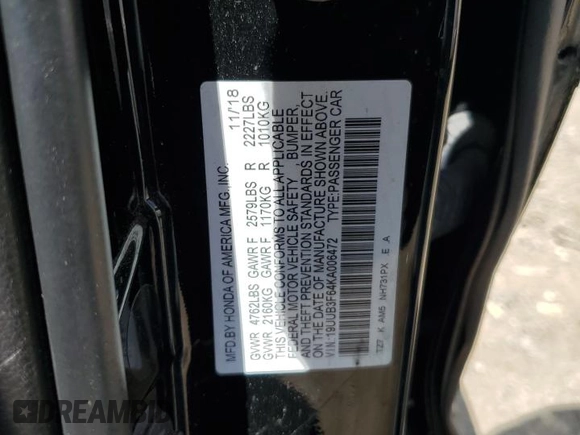 MFD BY HONDA OF AMERICA MFG., INC. 11/18
GVWR 4762LBS GAWR F 2579LBS R 2227LBS
GVWR 2160KG GAWR F 1170KG R 1010KG
THIS VEHICLE CONFORMS TO ALL APPLICABLE
FEDERAL MOTOR VEHICLE SAFETY BUMPER,
AND THEFT PREVENTION STANDARDS IN EFFECT
ON THE DATE OF MANUFACTURE SHOWN ABOVE.
V.I.N.:19UUB3F64KA006472 TYPE:PASSENGER CAR
TZ7 K AM5 NH731PX E A
DREAMBID